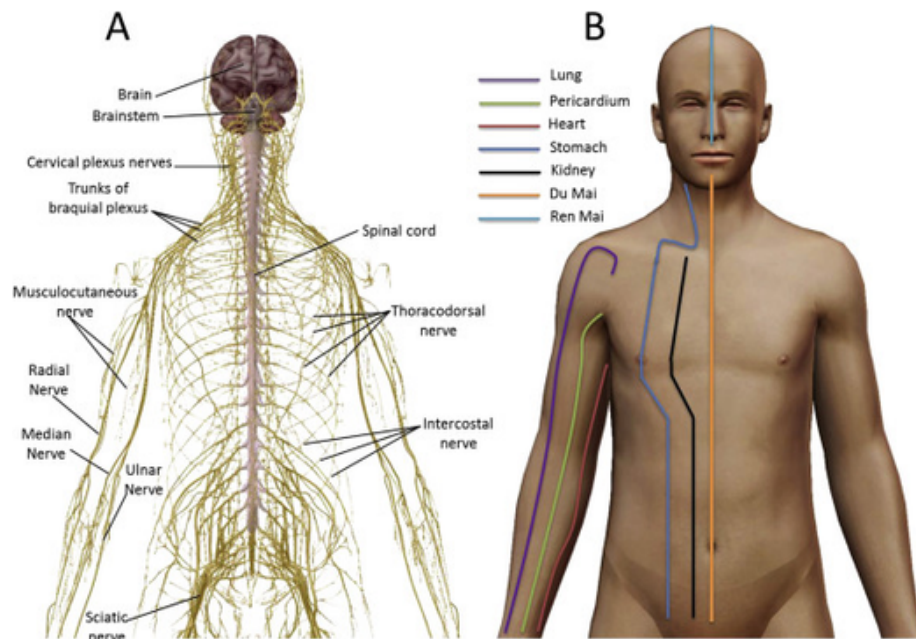 A
Brain
Brainstem
Cervical plexus nerves
Trunks of
braquial plexus
Spinal cord
Musculocutaneous
nerve
Thoracodorsal
nerve
Radial
Nerve
Median
Nerve
Ulnar
Nerve
Intercostal
nerve
Sciatic
nerve
B
Lung
Pericardium
Heart
Stomach
Kidney
Du Mai
Ren Mai